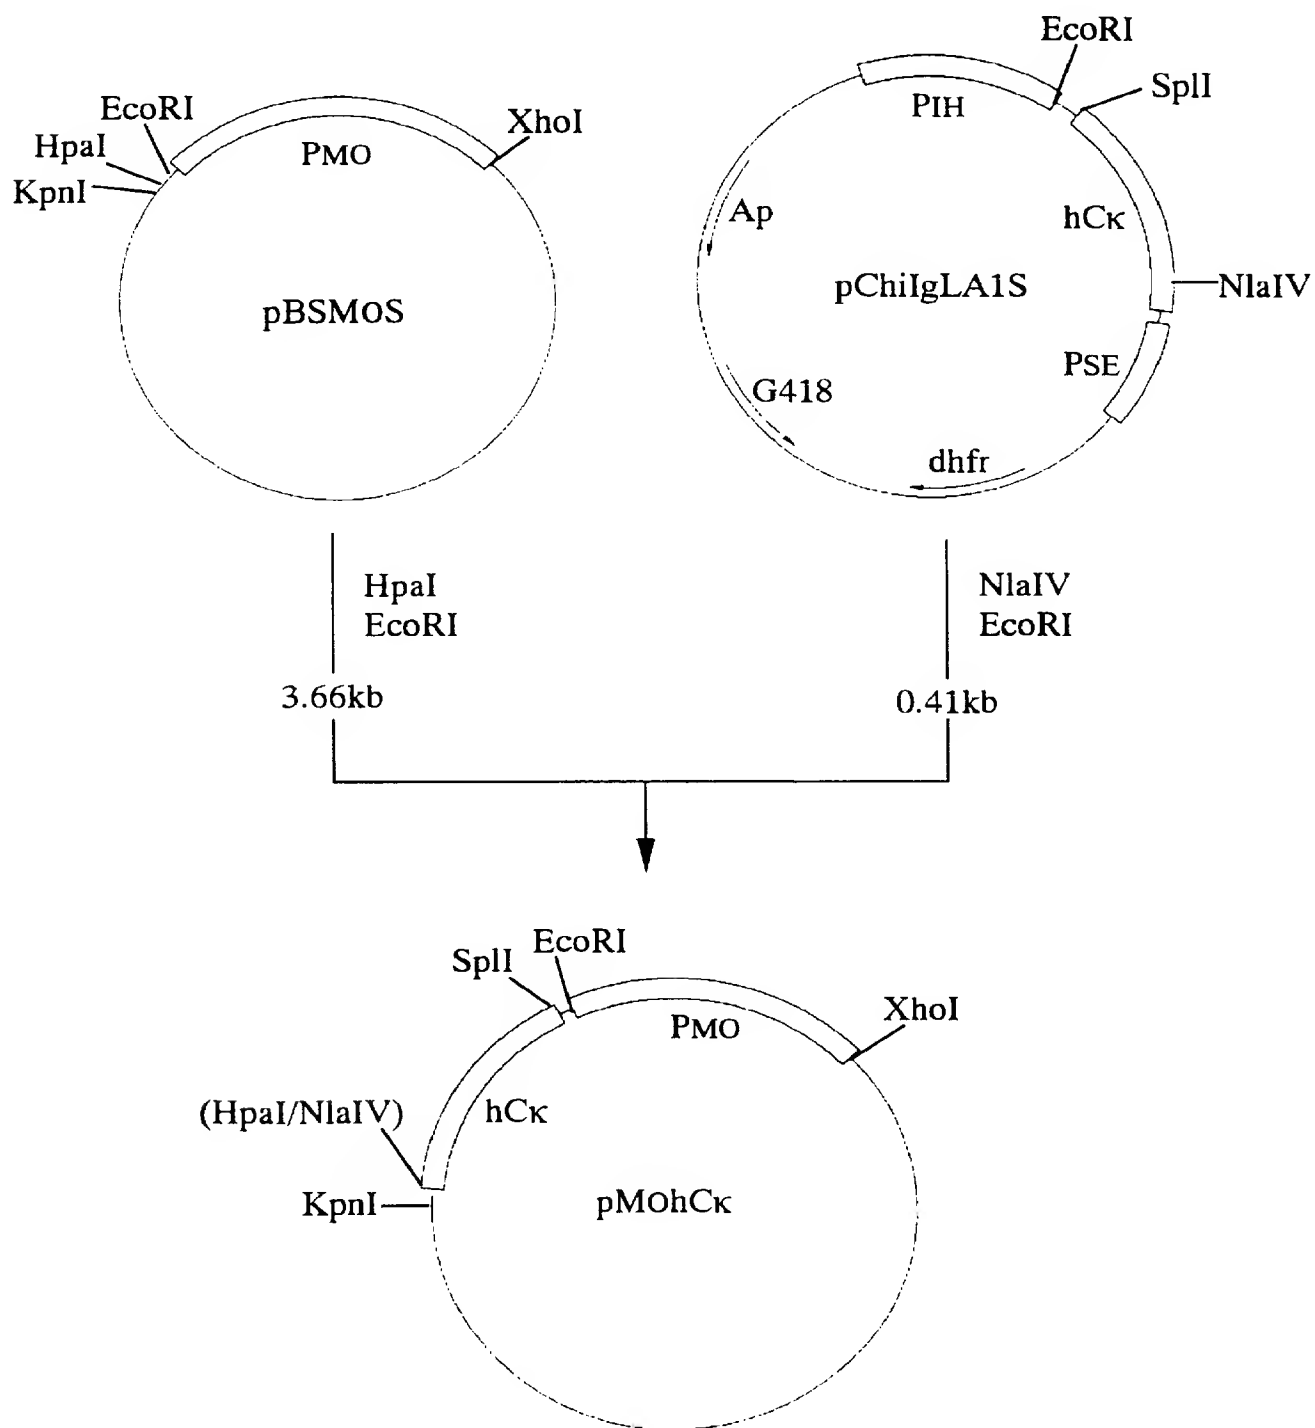 EcoRI
SplI
PIH
EcoRI
XhoI
HpaI
PMO
KpnI
Ap
hCκ
pBSMOS
pChiIgLA1S
NlaIV
PSE
G418
dhfr
HpaI
EcoRI
NlaIV
EcoRI
3.66kb
0.41kb
EcoRI
SplI
XhoI
PMO
(HpaI/NlaIV)
hCκ
KpnI
pMOhCκ